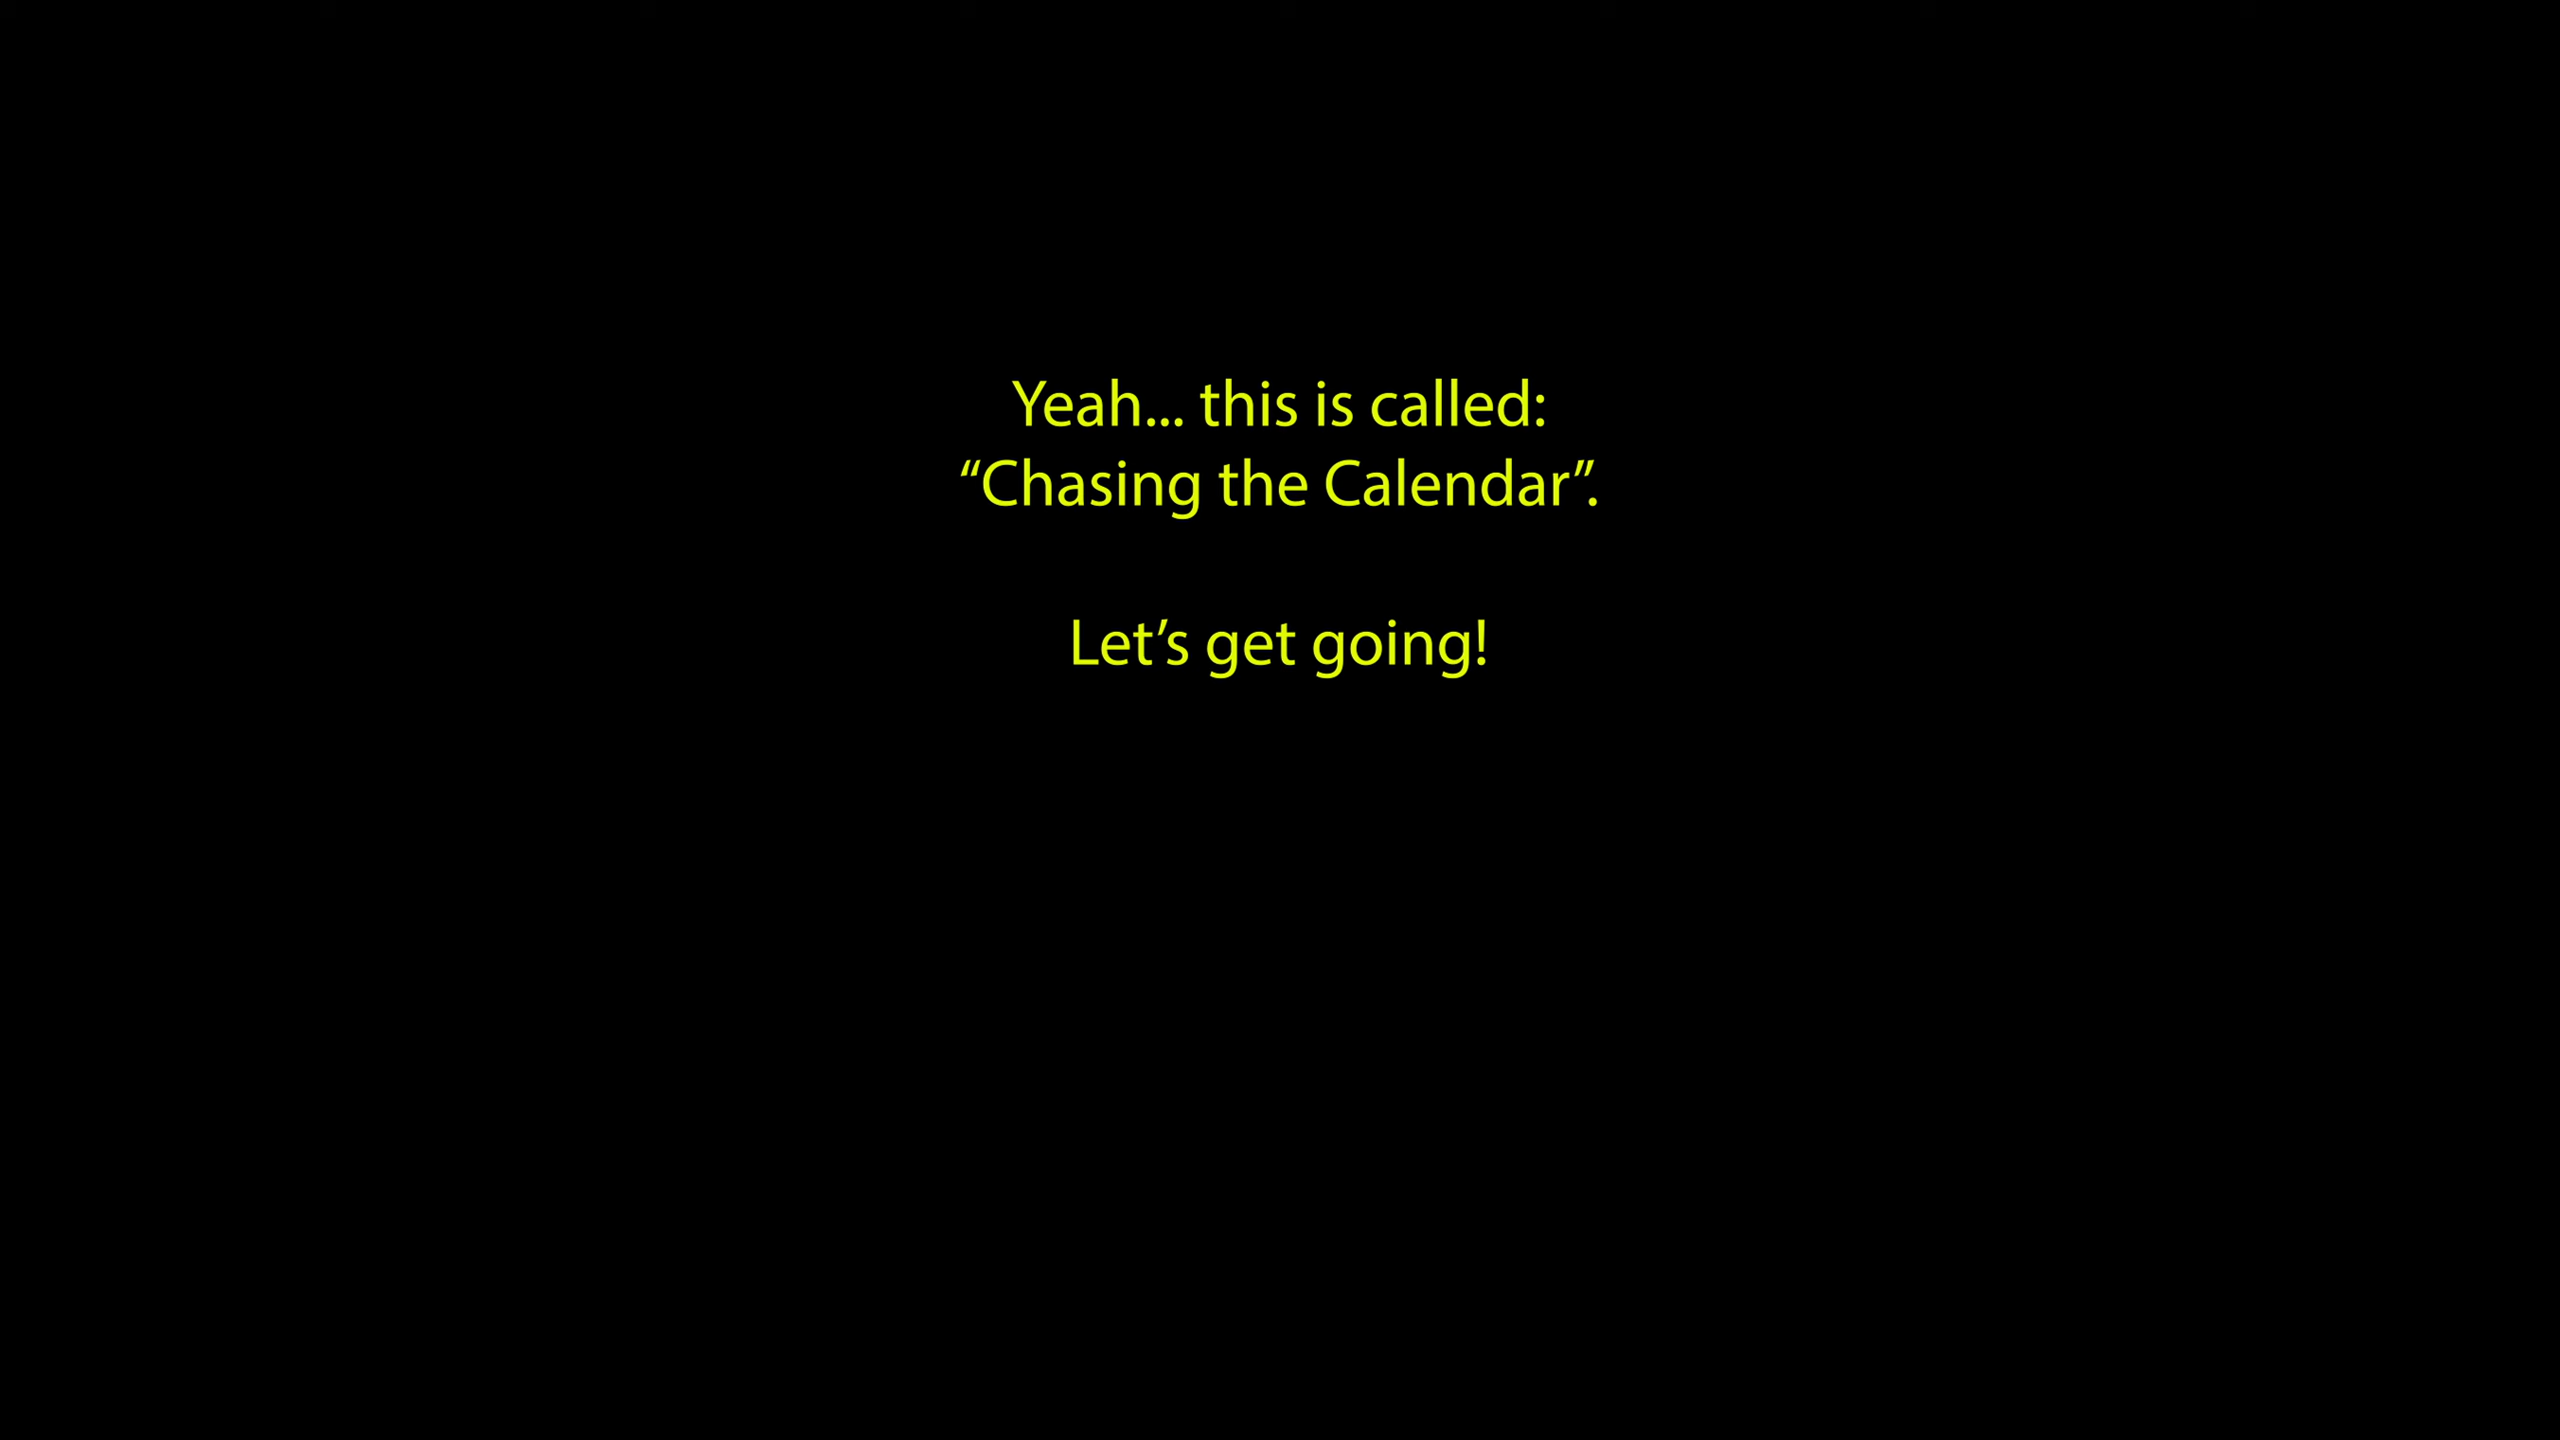 Yeah... this is called:
“Chasing the Calendar”.
Let’s get going!